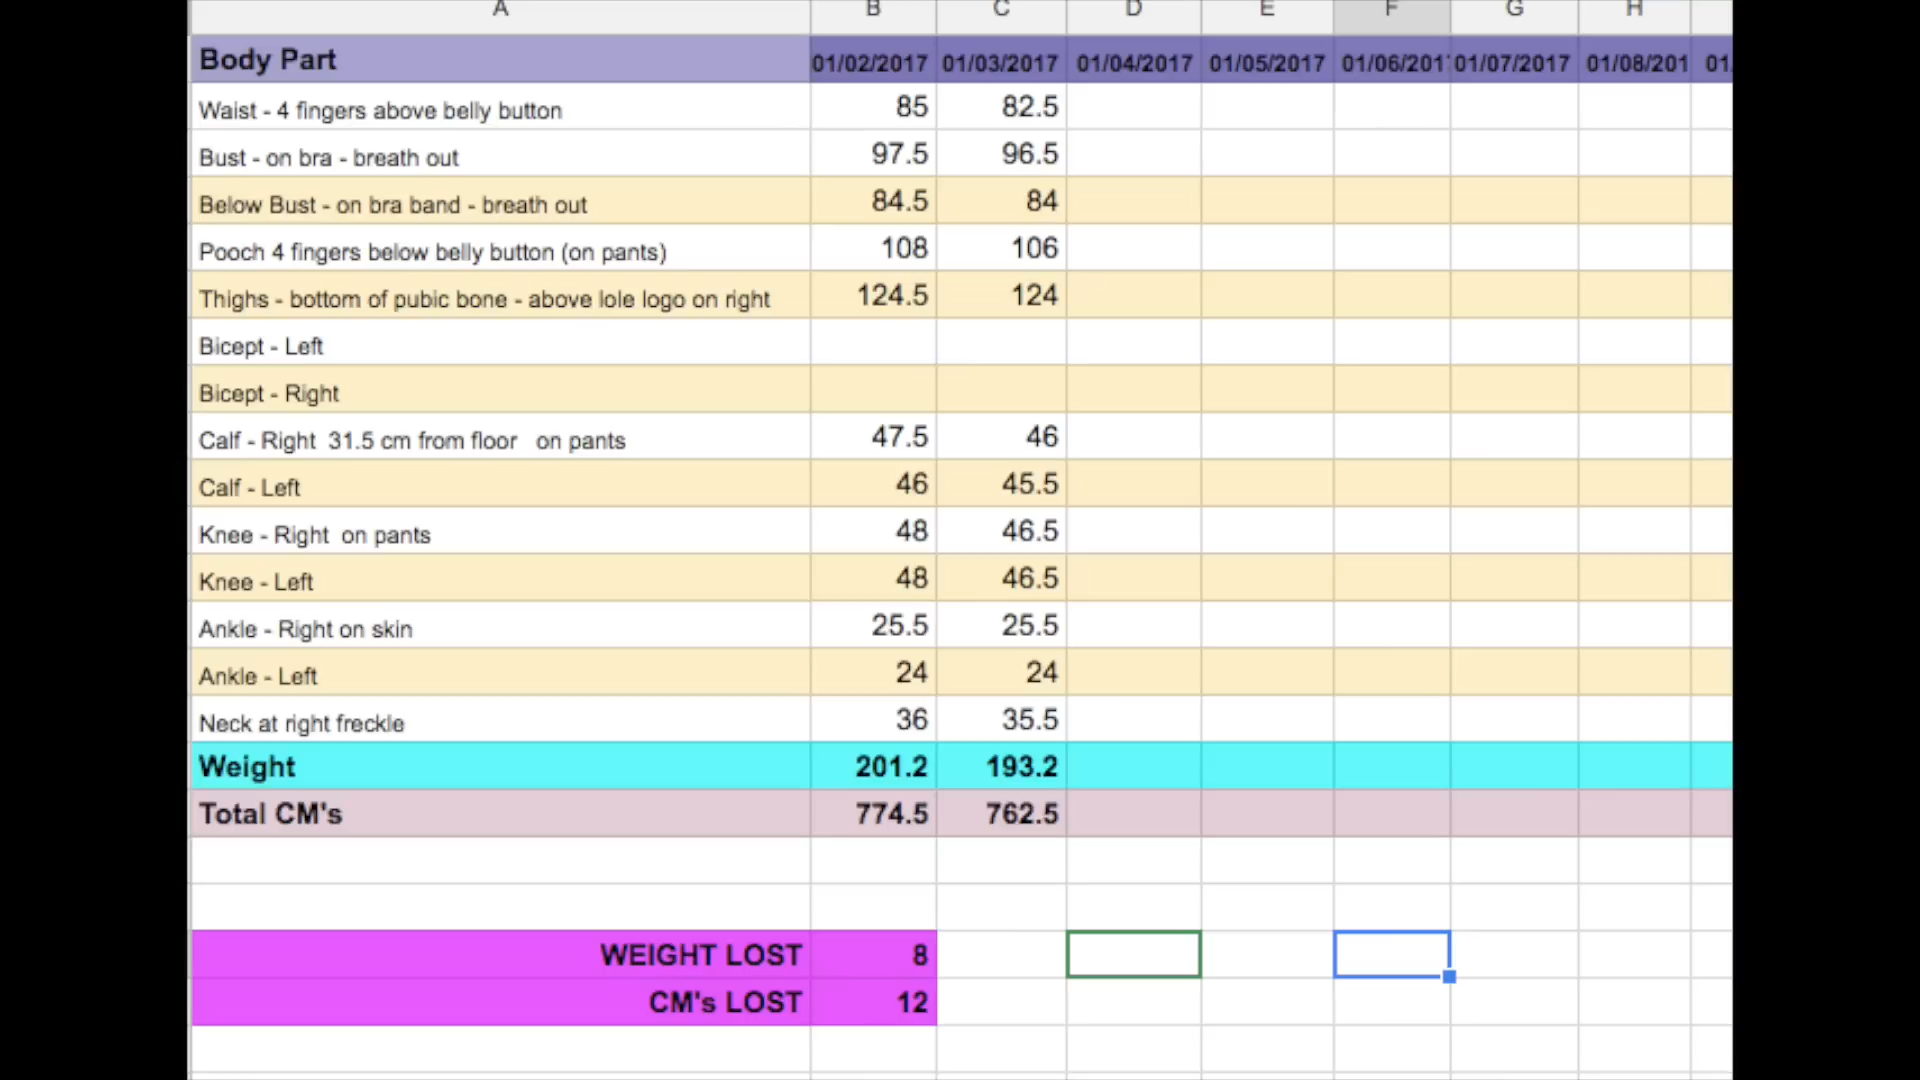 A B C D E F G H
Body Part 01/02/2017 01/03/2017 01/04/2017 01/05/2017 01/06/201 01/07/2017 01/08/201 01
Waist - 4 fingers above belly button 85 82.5
Bust - on bra - breath out 97.5 96.5
Below Bust - on bra band - breath out 84.5 84
Pooch 4 fingers below belly button (on pants) 108 106
Thighs - bottom of pubic bone - above lole logo on right 124.5 124
Bicept - Left
Bicept - Right
Calf - Right 31.5 cm from floor on pants 47.5 46
Calf - Left 46 45.5
Knee - Right on pants 48 46.5
Knee - Left 48 46.5
Ankle - Right on skin 25.5 25.5
Ankle - Left 24 24
Neck at right freckle 36 35.5
Weight 201.2 193.2
Total CM's 774.5 762.5
WEIGHT LOST 8
CM's LOST 12